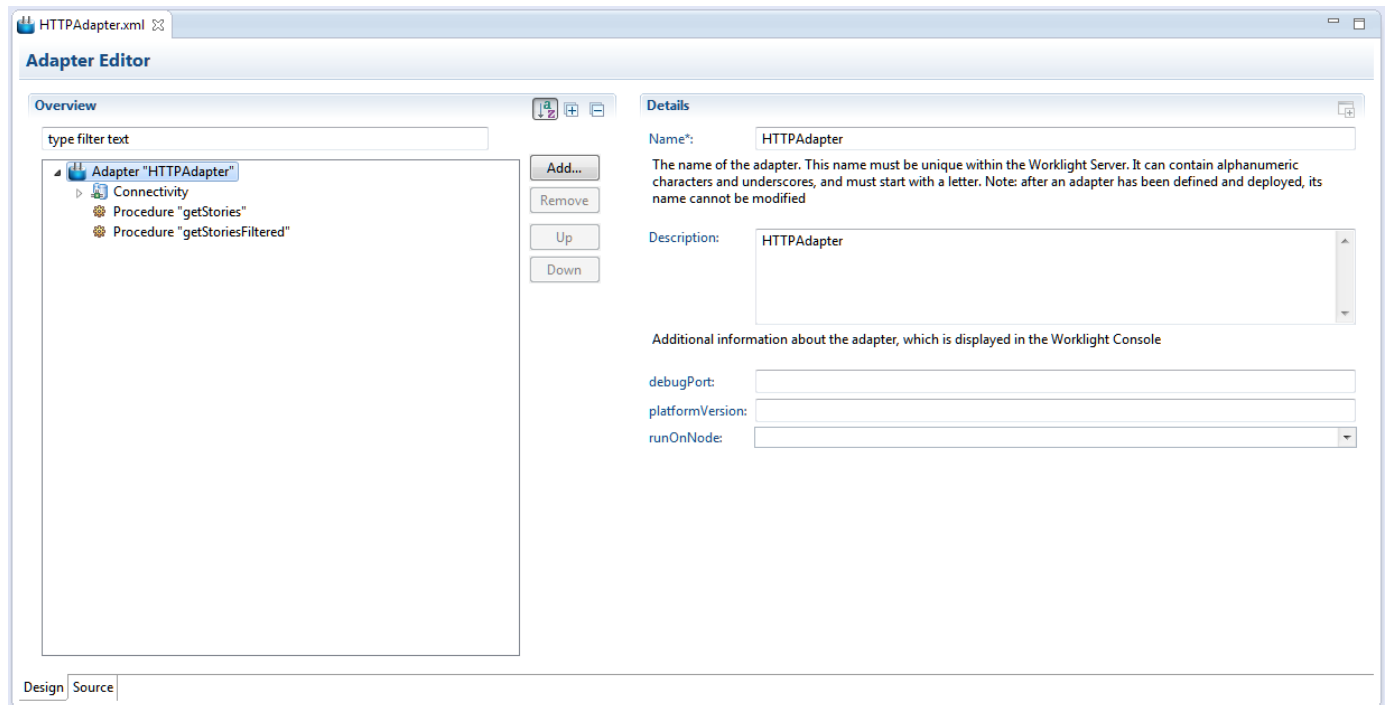 HTTPAdapter.xml
Adapter Editor
Overview
type filter text
Adapter "HTTPAdapter"
Connectivity
Procedure "getStories"
Procedure "getStoriesFiltered"
Add...
Remove
Up
Down
Details
Name*: HTTPAdapter
The name of the adapter. This name must be unique within the Worklight Server. It can contain alphanumeric
characters and underscores, and must start with a letter. Note: after an adapter has been defined and deployed, its
name cannot be modified
Description: HTTPAdapter
Additional information about the adapter, which is displayed in the Worklight Console
debugPort:
platformVersion:
runOnNode:
Design Source